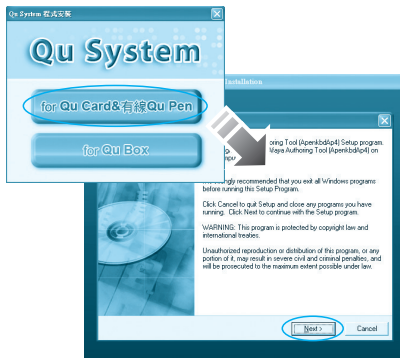 Qu System 程式安裝
Qu System
for Qu Card&有線Qu Pen
for Qu Box
Installation
oring Tool (ApenkbdAp4) Setup program.
Maya Authoring Tool (ApenkbdAp4) on
ngly recommended that you exit all Windows programs
before running this Setup Program.
Click Cancel to quit Setup and close any programs you have
running. Click Next to continue with the Setup program.
WARNING: This program is protected by copyright law and
international treaties.
Unauthorized reproduction or distribution of this program, or any
portion of it, may result in severe civil and criminal penalties, and
will be prosecuted to the maximum extent possible under law.
Next >
Cancel